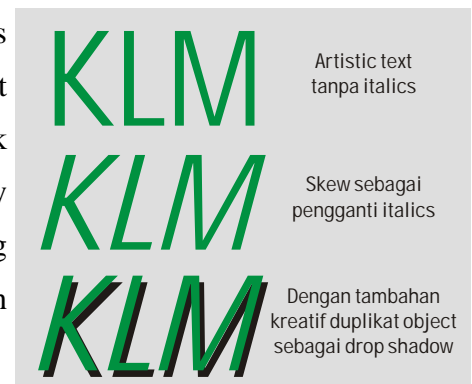 s
t
k
y
g
n
KLM
Artistic text
tanpa italics
KLM
Skew sebagai
pengganti italics
KLM
Dengan tambahan
kreatif duplikat object
sebagai drop shadow